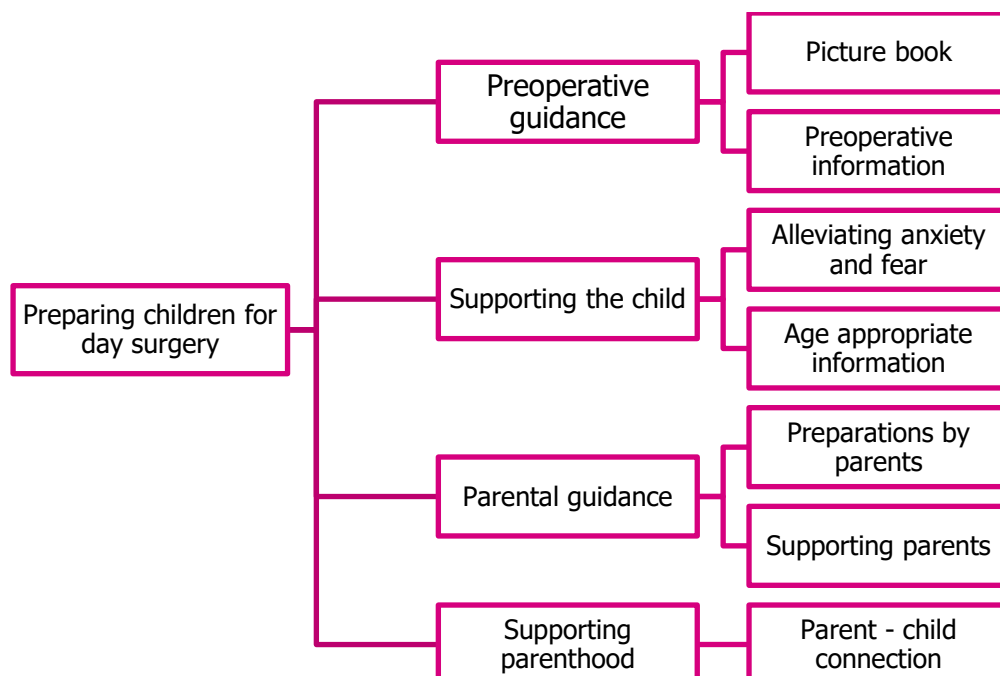 Preparing children for
day surgery
Preoperative
guidance
Picture book
Preoperative
information
Supporting the child
Alleviating anxiety
and fear
Age appropriate
information
Parental guidance
Preparations by
parents
Supporting parents
Supporting
parenthood
Parent - child
connection